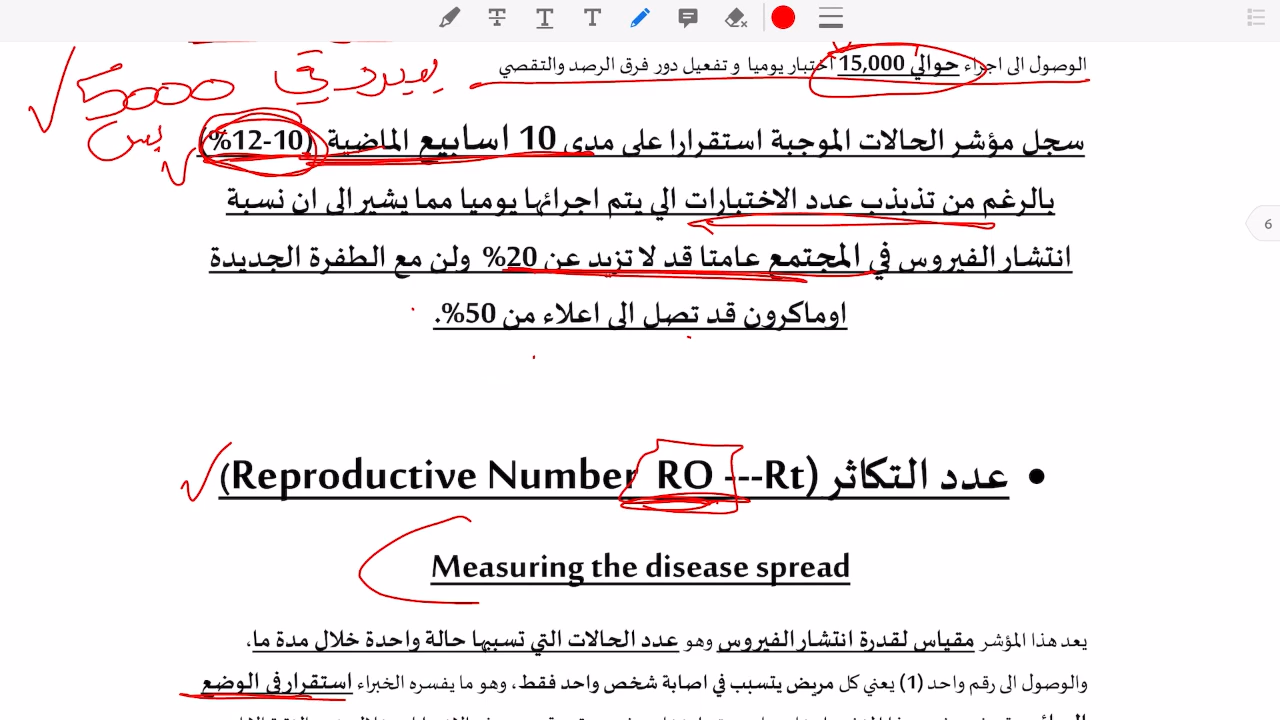 الوصول الى اجراء حوالي 15,000 اختبار يوميا و تفعيل دور فرق الرصد والتقصي
5000
بس
سجل مؤشر الحالات الموجبة استقرارا على مدى 10 اسابيع الماضية (10-12%)
بالرغم من تذبذب عدد الاختبارات الي يتم اجرائها يوميا مما يشير الى ان نسبة
انتشار الفيروس في المجتمع عامتا قد لا تزيد عن 20% ولن مع الطفرة الجديدة
اوماكرون قد تصل الى اعلاء من 50%.
• عدد التكاثر (Reproductive Number RO ---Rt)
Measuring the disease spread
يعد هذا المؤشر مقياس لقدرة انتشار الفيروس وهو عدد الحالات التي تسببها حالة واحدة خلال مدة ما،
والوصول الى رقم واحد (1) يعني كل مريض يتسبب في اصابة شخص واحد فقط، وهو ما يفسره الخبراء استقرار في الوضع
6